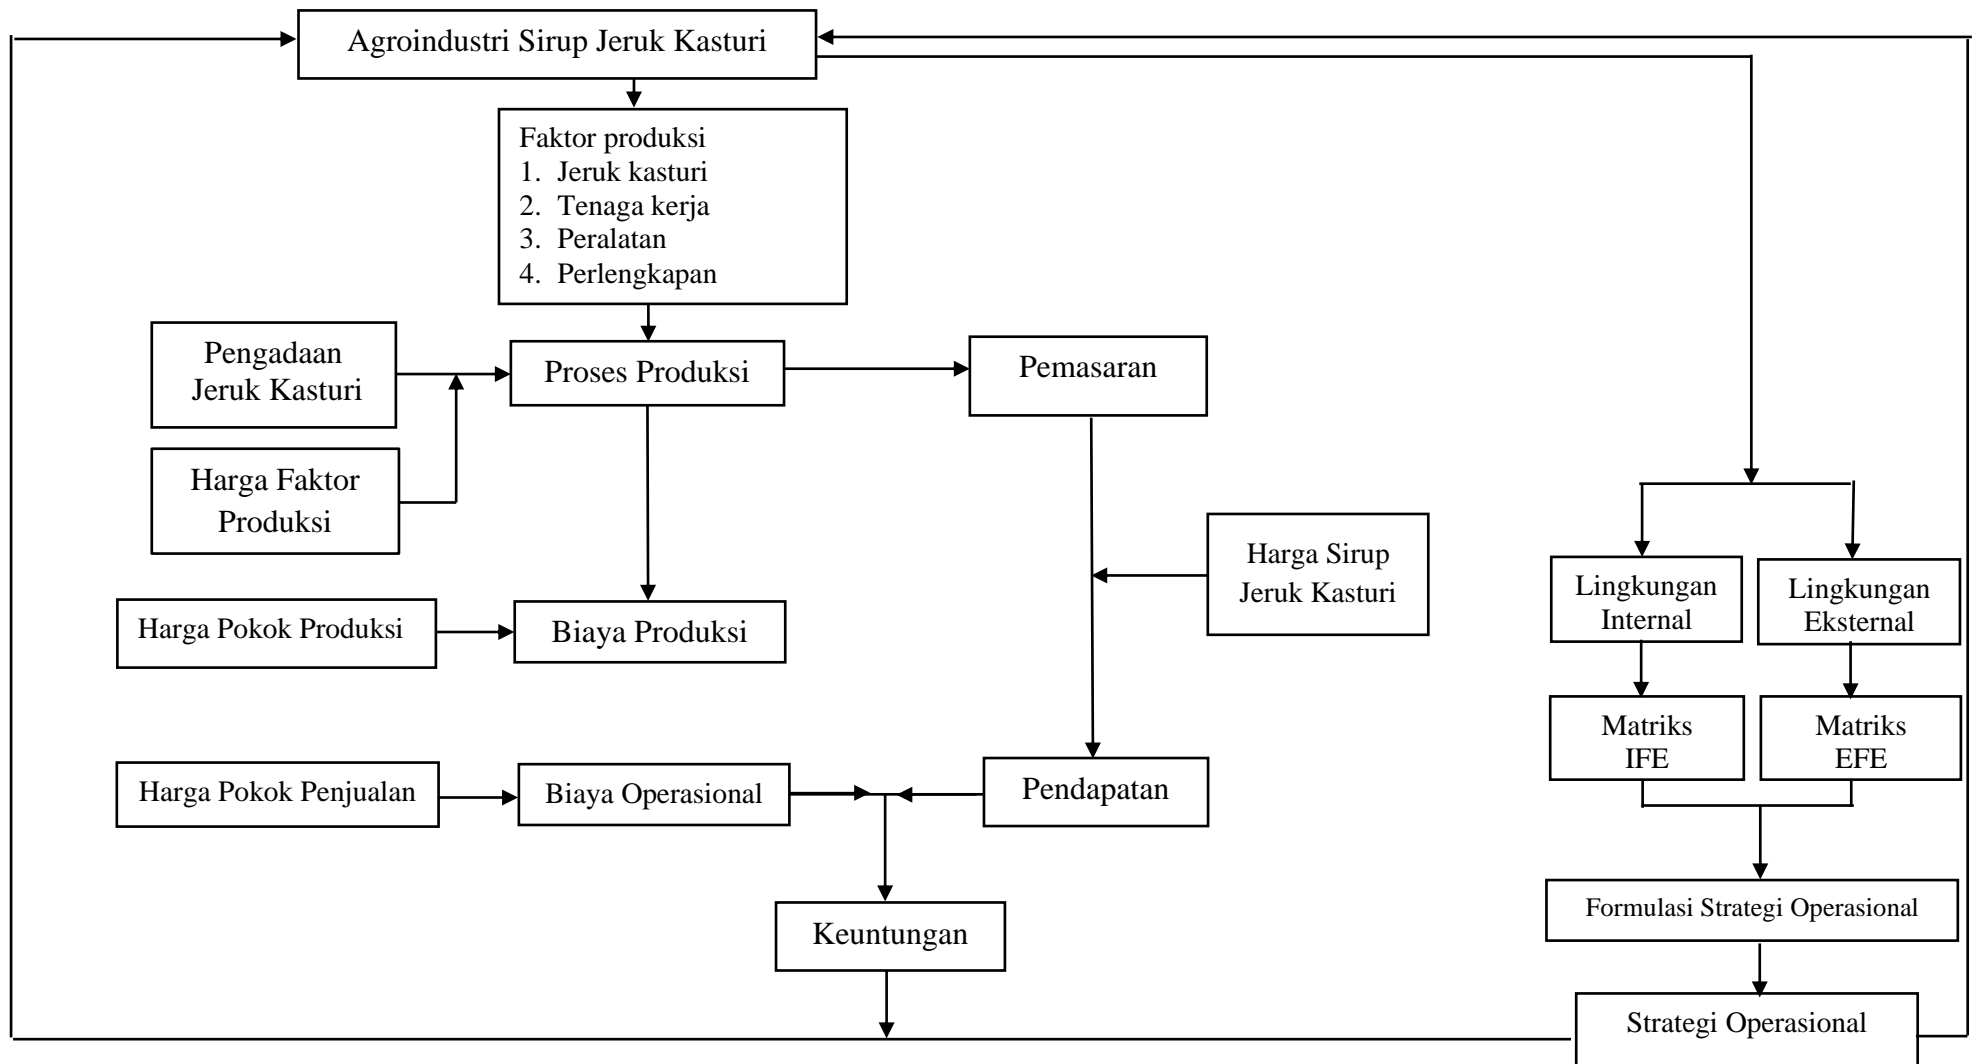 Agroindustri Sirup Jeruk Kasturi
Faktor produksi
1. Jeruk kasturi
2. Tenaga kerja
3. Peralatan
4. Perlengkapan
Pengadaan
Jeruk Kasturi
Proses Produksi
Pemasaran
Harga Faktor
Produksi
Harga Sirup
Jeruk Kasturi
Lingkungan
Internal
Lingkungan
Eksternal
Harga Pokok Produksi
Biaya Produksi
Matriks
IFE
Matriks
EFE
Harga Pokok Penjualan
Biaya Operasional
Pendapatan
Formulasi Strategi Operasional
Keuntungan
Strategi Operasional